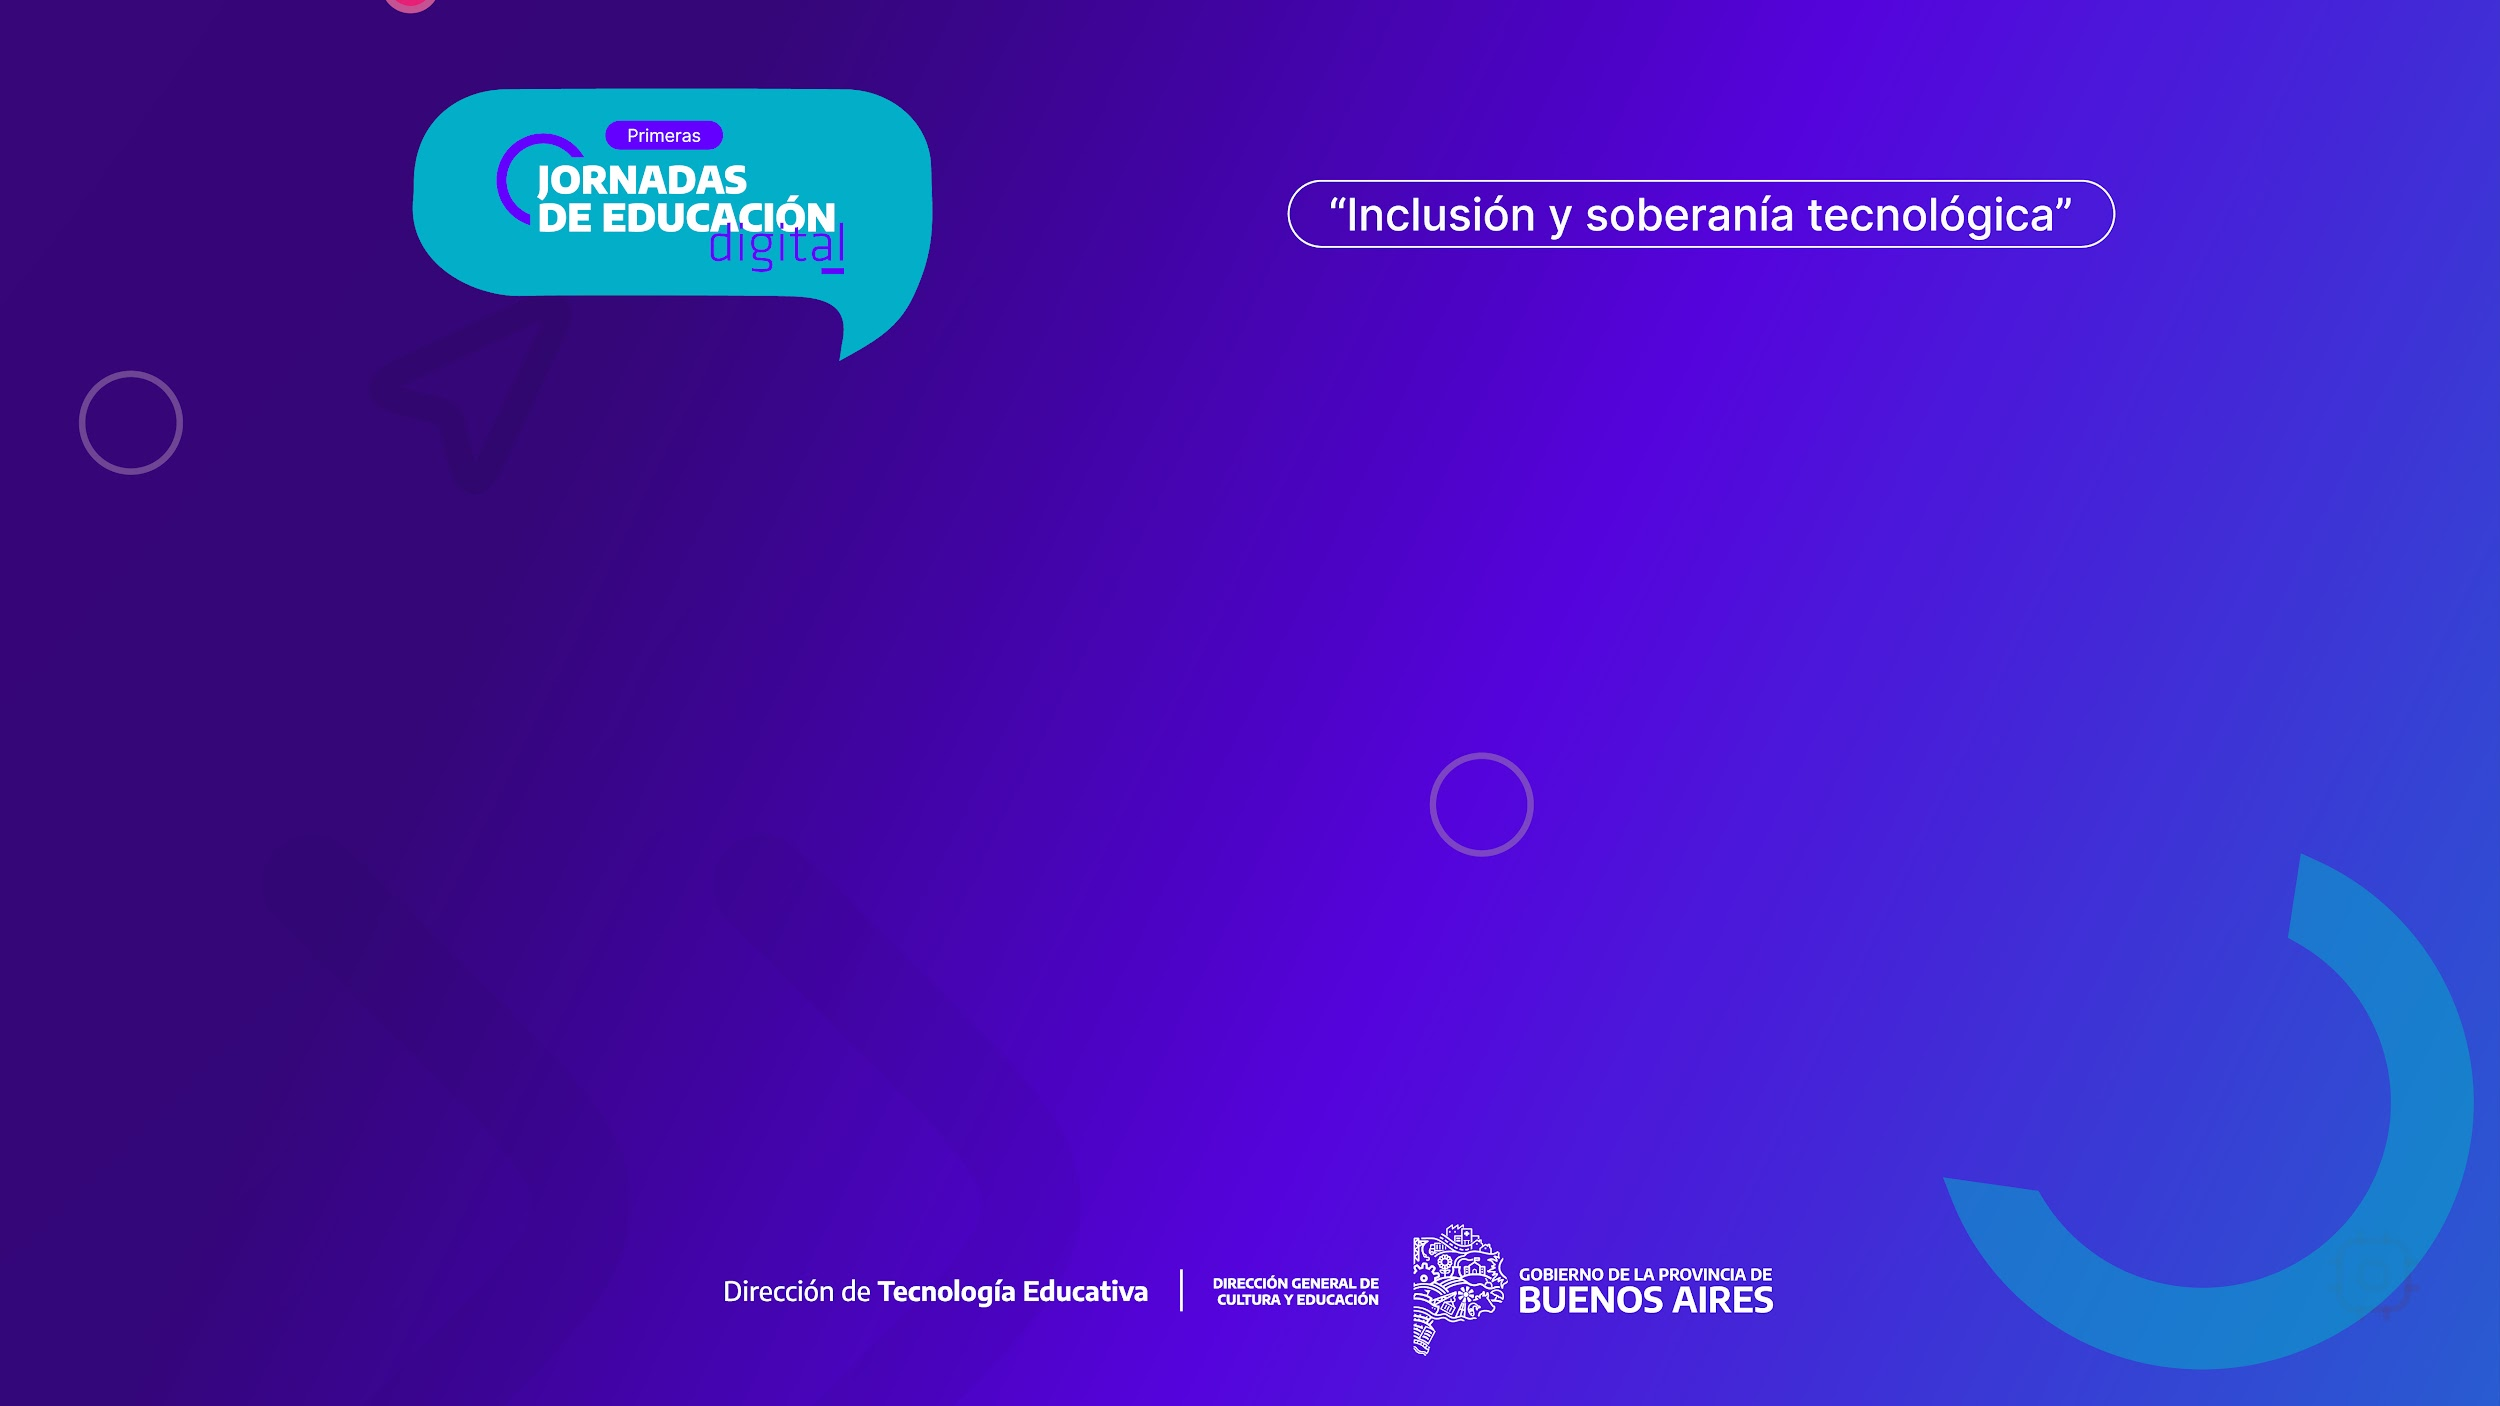 Primeras
JORNADAS
DE EDUCACIÓN
digital
“Inclusión y soberanía tecnológica”
Dirección de Tecnología Educativa
DIRECCIÓN GENERAL DE
CULTURA Y EDUCACIÓN
GOBIERNO DE LA PROVINCIA DE
BUENOS AIRES